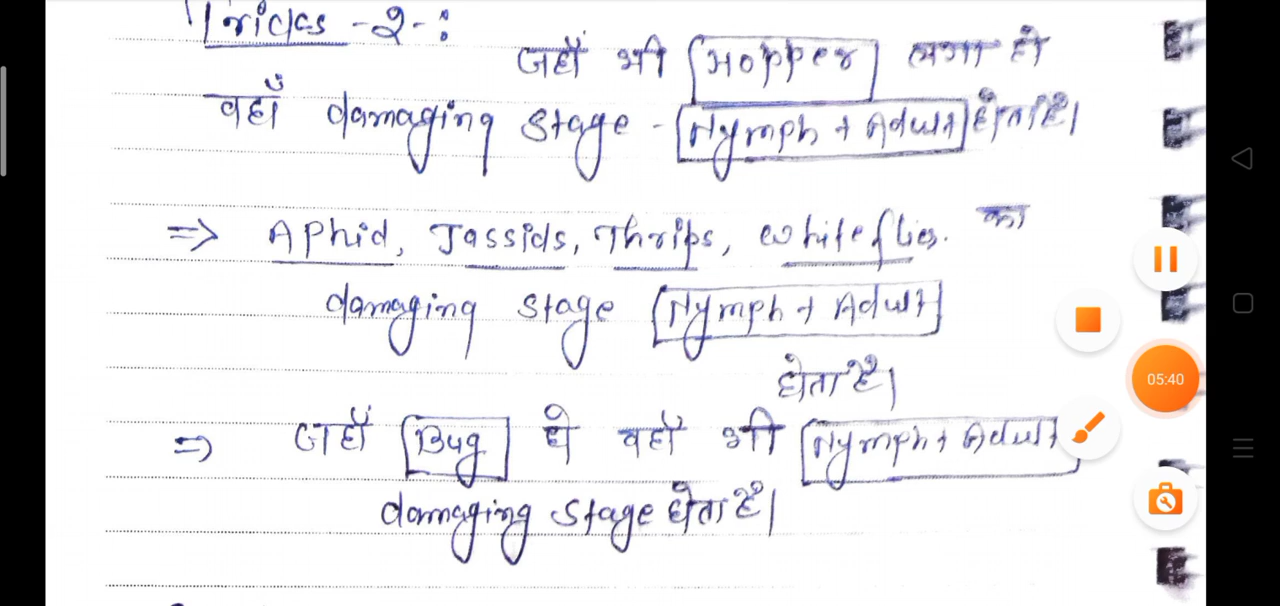 Tricks -2-:
जहाँ भी Hopper लगा हो
वहाँ damaging stage - Nymph + Adult होता है।
=> Aphid, Jassids, Thrips, whiteflies. का
damaging stage Nymph + Adult
होता है।
=> जहाँ Bug हो वहाँ भी Nymph + Adult
damaging stage होता है।
05:40